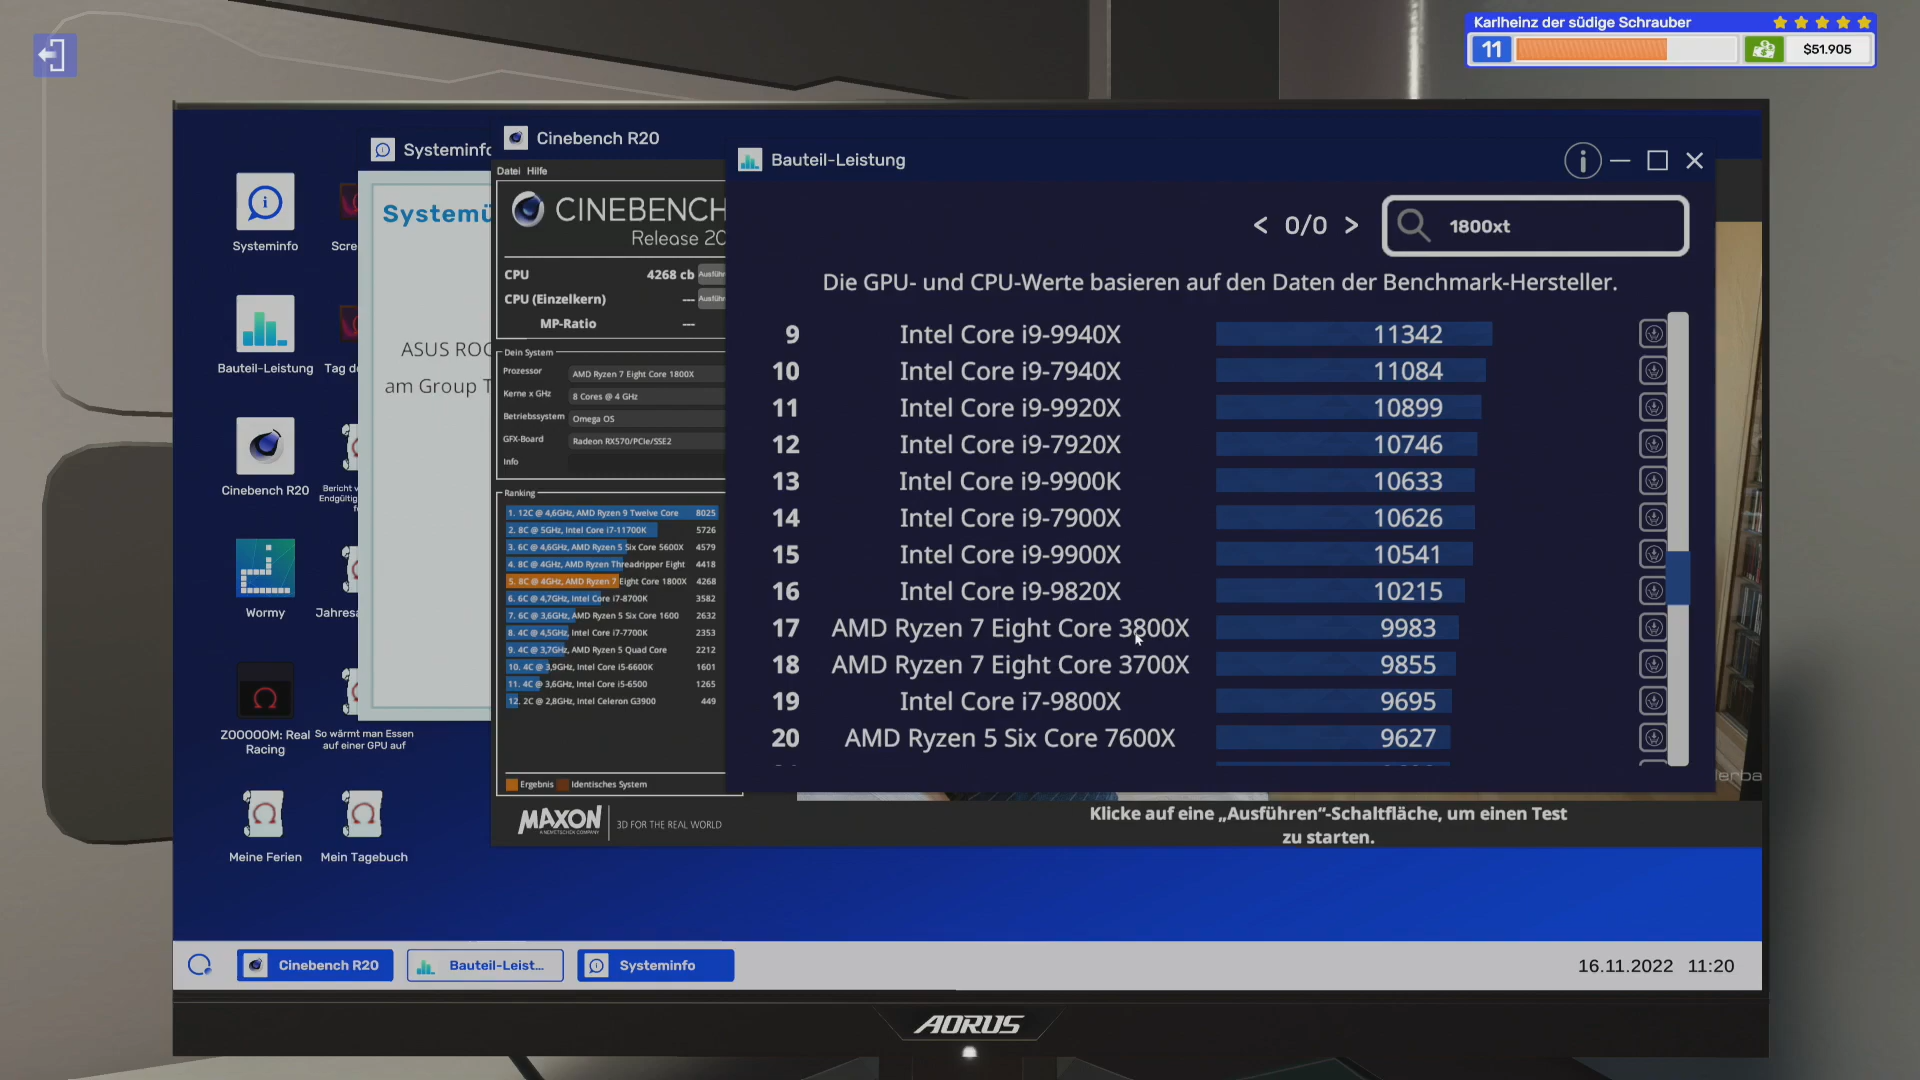 Karlheinz der südige Schrauber
11
$51.905
Systeminfo
Scre
Bauteil-Leistung
Tag de
Cinebench R20
Bericht v
Endgültig
Wormy
Jahresa
ZOOOOOM: Real
Racing
So wärmt man Essen
auf einer GPU auf
Meine Ferien
Mein Tagebuch
Systeminfo
Systemü
ASUS ROG
am Group T
Cinebench R20
Datei Hilfe
CINEBENCH
Release 20
CPU 4268 cb Ausführ
CPU (Einzelkern) --- Ausführ
MP-Ratio ---
Dein System
Prozessor AMD Ryzen 7 Eight Core 1800X
Kerne x GHz 8 Cores @ 4 GHz
Betriebssystem Omega OS
GFX-Board Radeon RX570/PCIe/SSE2
Info
Ranking
1. 12C @ 4,6GHz, AMD Ryzen 9 Twelve Core 8025
2. 8C @ 5GHz, Intel Core i7-11700K 5726
3. 6C @ 4,6GHz, AMD Ryzen 5 Six Core 5600X 4579
4. 8C @ 4GHz, AMD Ryzen Threadripper Eight 4418
5. 8C @ 4GHz, AMD Ryzen 7 Eight Core 1800X 4268
6. 6C @ 4,7GHz, Intel Core i7-8700K 3582
7. 6C @ 3,6GHz, AMD Ryzen 5 Six Core 1600 2632
8. 4C @ 4,5GHz, Intel Core i7-7700K 2353
9. 4C @ 3,7GHz, AMD Ryzen 5 Quad Core 2212
10. 4C @ 3,9GHz, Intel Core i5-6600K 1601
11. 4C @ 3,6GHz, Intel Core i5-6500 1265
12. 2C @ 2,8GHz, Intel Celeron G3900 449
Ergebnis Identisches System
MAXON
A NEMETSCHEK COMPANY
3D FOR THE REAL WORLD
Klicke auf eine „Ausführen“-Schaltfläche, um einen Test
zu starten.
Bauteil-Leistung
< 0/0 >
1800xt
Die GPU- und CPU-Werte basieren auf den Daten der Benchmark-Hersteller.
9 Intel Core i9-9940X 11342
10 Intel Core i9-7940X 11084
11 Intel Core i9-9920X 10899
12 Intel Core i9-7920X 10746
13 Intel Core i9-9900K 10633
14 Intel Core i9-7900X 10626
15 Intel Core i9-9900X 10541
16 Intel Core i9-9820X 10215
17 AMD Ryzen 7 Eight Core 3800X 9983
18 AMD Ryzen 7 Eight Core 3700X 9855
19 Intel Core i7-9800X 9695
20 AMD Ryzen 5 Six Core 7600X 9627
lerba
Cinebench R20
Bauteil-Leist...
Systeminfo
16.11.2022 11:20
AORUS